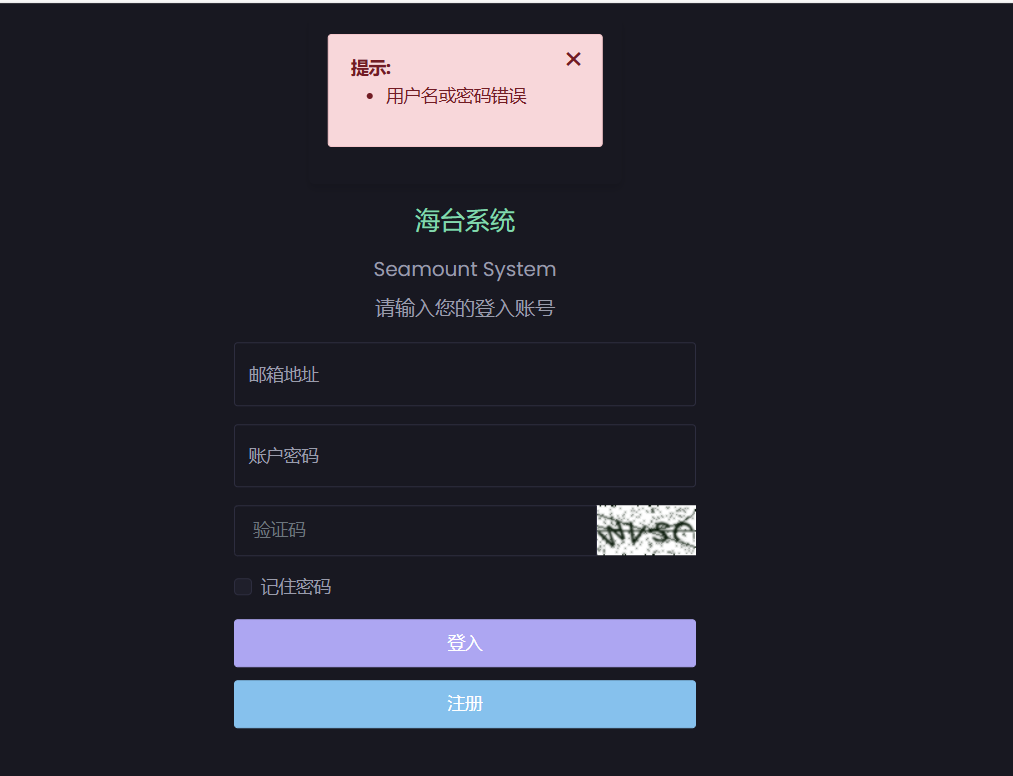 提示:
用户名或密码错误
海台系统
Seamount System
请输入您的登入账号
邮箱地址
账户密码
验证码
记住密码
登入
注册